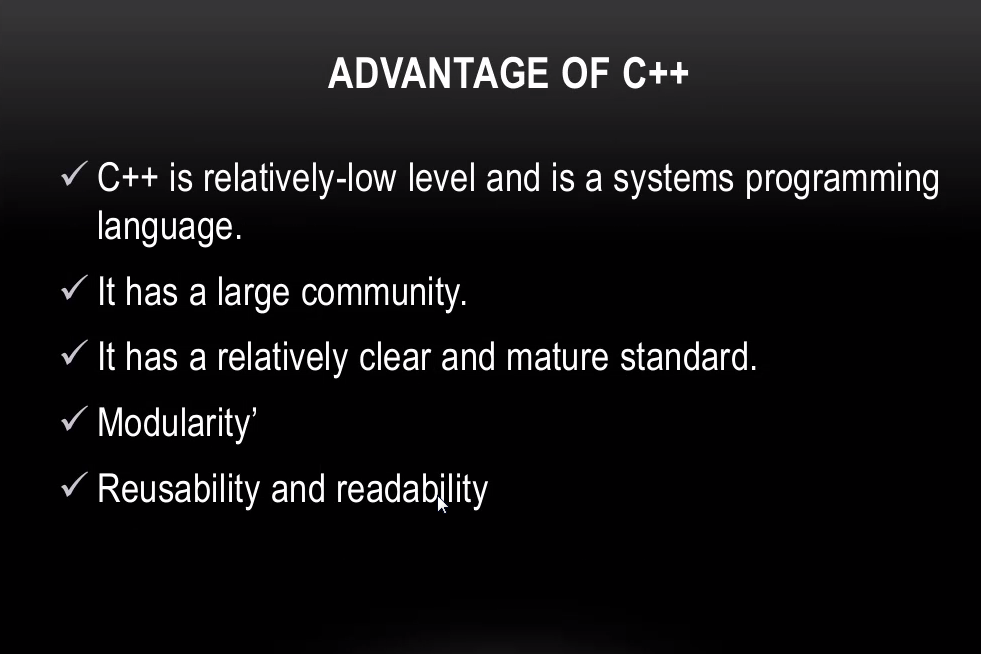 ADVANTAGE OF C++
✓ C++ is relatively-low level and is a systems programming
language.
✓ It has a large community.
✓ It has a relatively clear and mature standard.
✓ Modularity’
✓ Reusability and readability